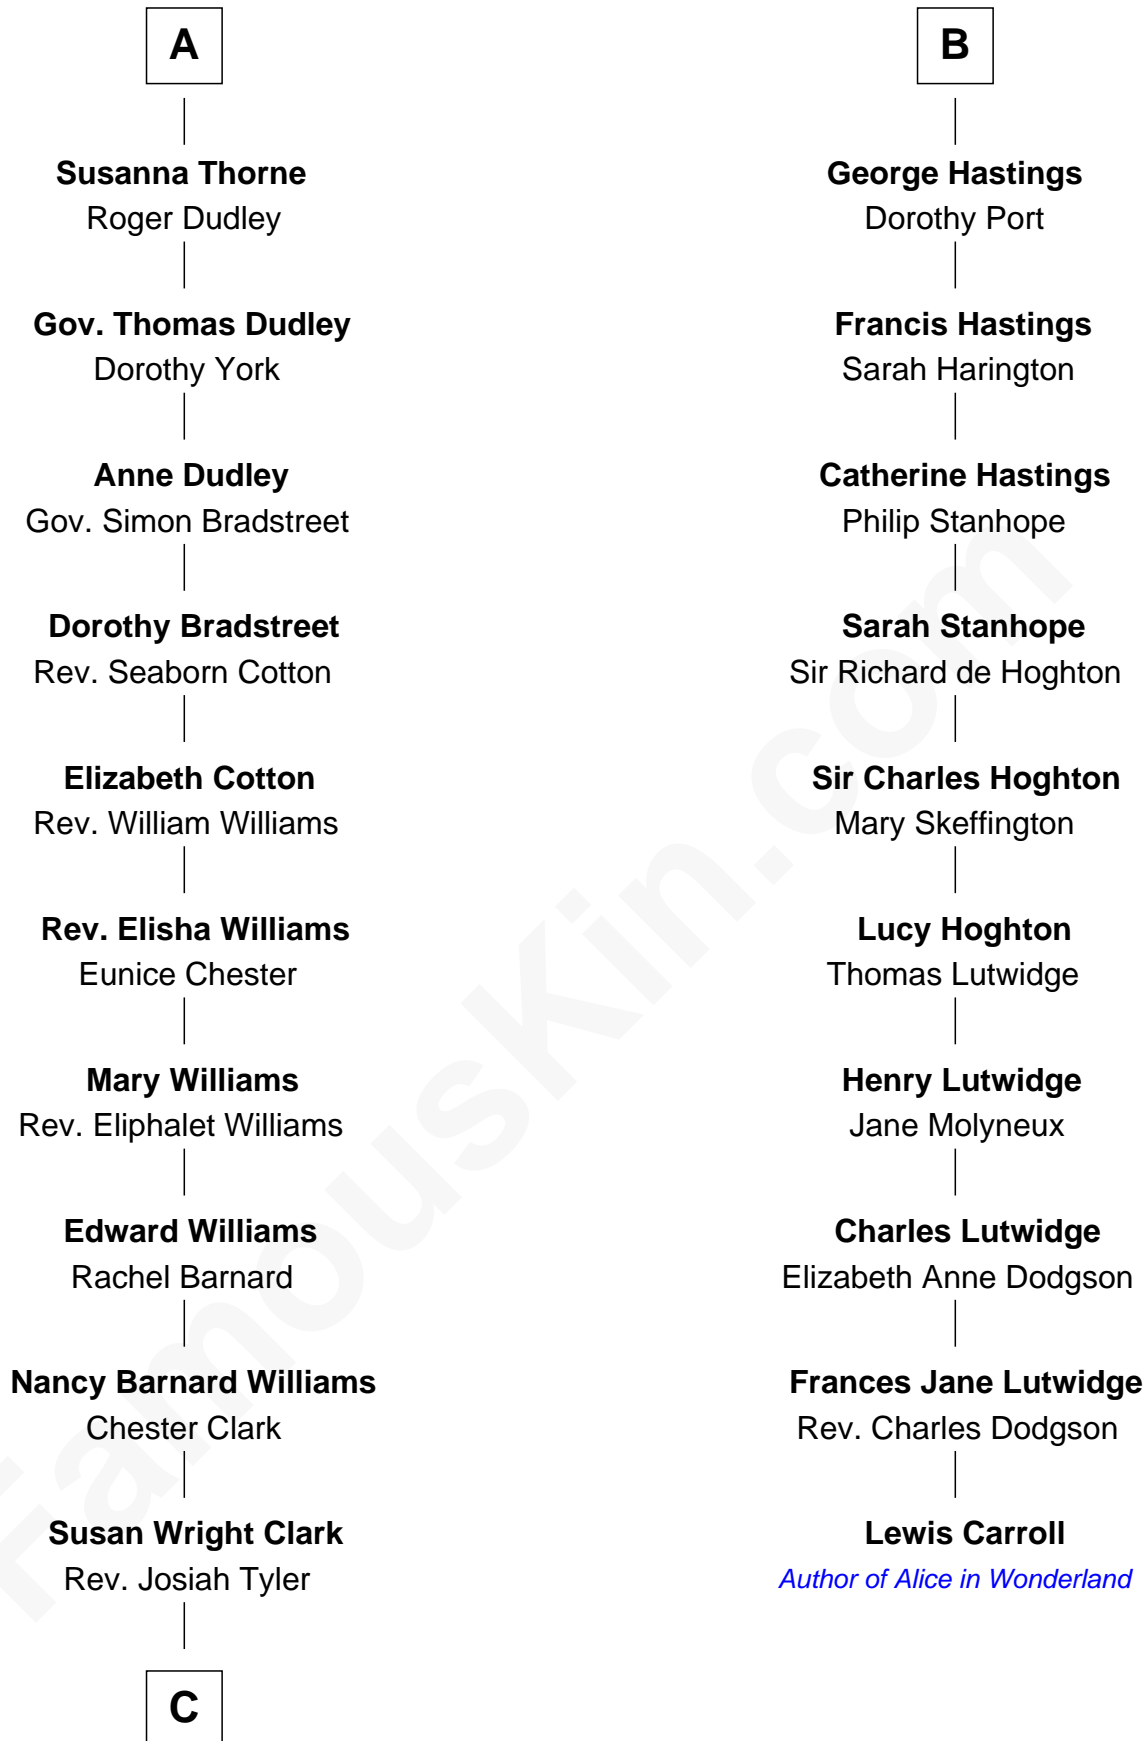 A
Susanna Thorne
Roger Dudley
Gov. Thomas Dudley
Dorothy York
Anne Dudley
Gov. Simon Bradstreet
Dorothy Bradstreet
Rev. Seaborn Cotton
Elizabeth Cotton
Rev. William Williams
Rev. Elisha Williams
Eunice Chester
Mary Williams
Rev. Eliphalet Williams
Edward Williams
Rachel Barnard
Nancy Barnard Williams
Chester Clark
Susan Wright Clark
Rev. Josiah Tyler
C
B
George Hastings
Dorothy Port
Francis Hastings
Sarah Harington
Catherine Hastings
Philip Stanhope
Sarah Stanhope
Sir Richard de Hoghton
Sir Charles Hoghton
Mary Skeffington
Lucy Hoghton
Thomas Lutwidge
Henry Lutwidge
Jane Molyneux
Charles Lutwidge
Elizabeth Anne Dodgson
Frances Jane Lutwidge
Rev. Charles Dodgson
Lewis Carroll
Author of Alice in Wonderland
FamousKin.com